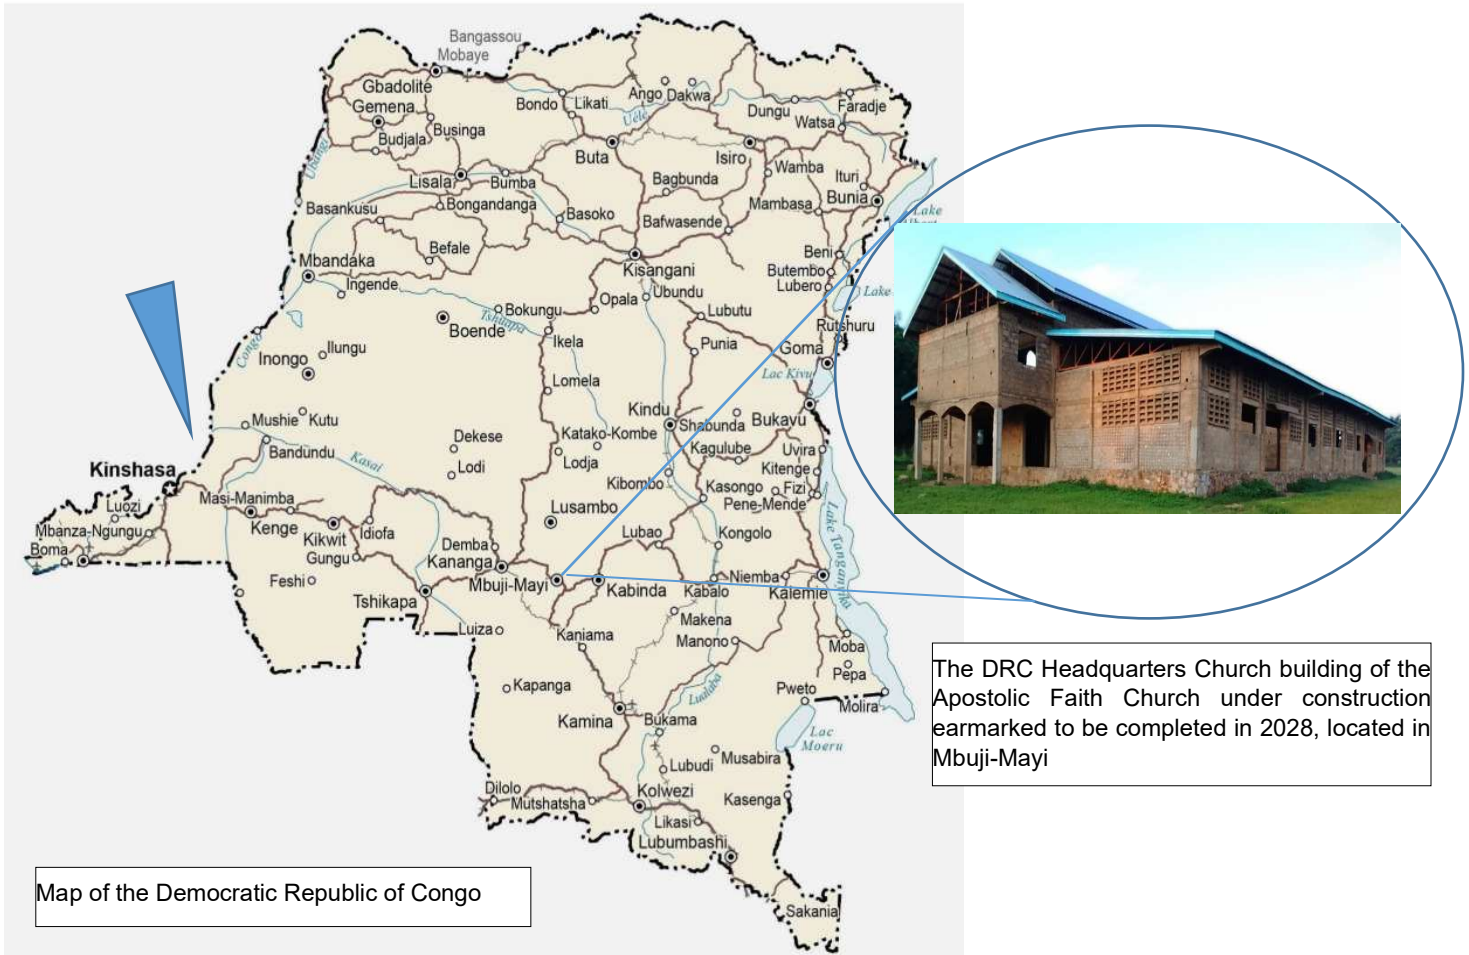 Bangassou
Mobaye
Gbadolite
Gemena
Budjala
Businga
Bondo
Likati
Ango
Dakwa
Uele
Dungu
Faradje
Watsa
Ubangi
Lisala
Bumba
Buta
Isiro
Wamba
Ituri
Bunia
Bagbunda
Mambasa
Basankusu
Bongandanga
Basoko
Bafwasende
Lake
Befale
Beni
Mbandaka
Kisangani
Butembo
Lubero
Ingende
Ubundu
Lake
Bokungu
Opala
Lubutu
Boende
Tshuapa
Rutshuru
Congo
Ikela
Punia
Goma
Inongo
Ilungu
Lac Kivu
Lomela
Mushie
Kutu
Kindu
Shabunda
Bukavu
Dekese
Katako-Kombe
Kagulube
Uvira
Bandundu
Kasai
Lodi
Lodja
Kitenge
Kinshasa
Kibombo
Kasongo
Fizi
Pene-Mende
Luozi
Masi-Manimba
Lusambo
Mbanza-Ngungu
Kenge
Kikwit
Idiofa
Lubao
Kongolo
Lake Tanganyika
Boma
Gungu
Demba
Kananga
Feshi
Mbuji-Mayi
Kabinda
Kabalo
Niemba
Kalemie
Tshikapa
Luiza
Kaniama
Makena
Manono
Moba
Pepa
Kapanga
Lualaba
Pweto
Molira
Kamina
Bukama
Lac
Moeru
Musabira
Lubudi
Dilolo
Mutshatsha
Kolwezi
Kasenga
Likasi
Lubumbashi
Sakania
The DRC Headquarters Church building of the
Apostolic Faith Church under construction
earmarked to be completed in 2028, located in
Mbuji-Mayi
Map of the Democratic Republic of Congo